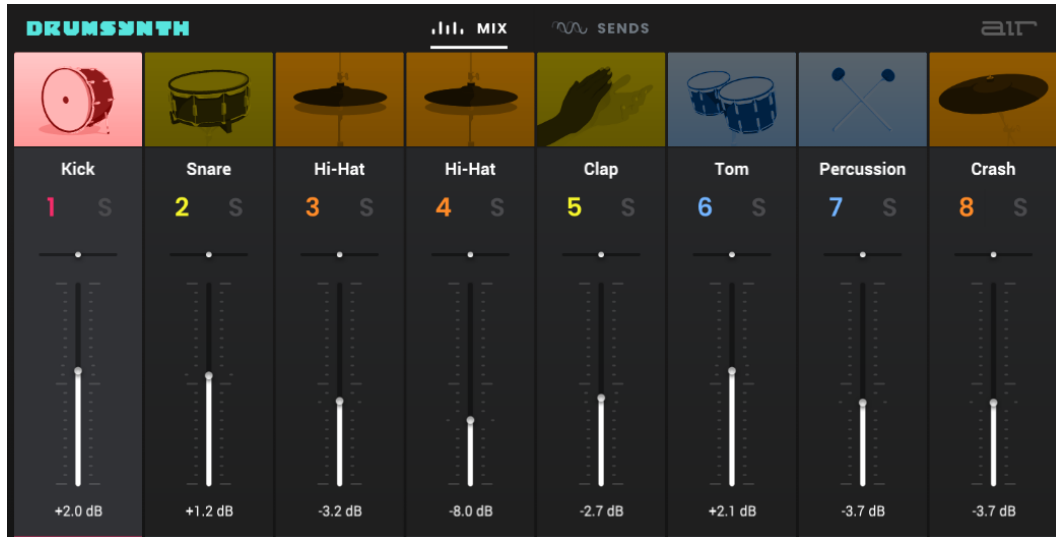 DRUMSYNTH MIX SENDS air
Kick Snare Hi-Hat Hi-Hat Clap Tom Percussion Crash
1 S 2 S 3 S 4 S 5 S 6 S 7 S 8 S
+2.0 dB +1.2 dB -3.2 dB -8.0 dB -2.7 dB +2.1 dB -3.7 dB -3.7 dB